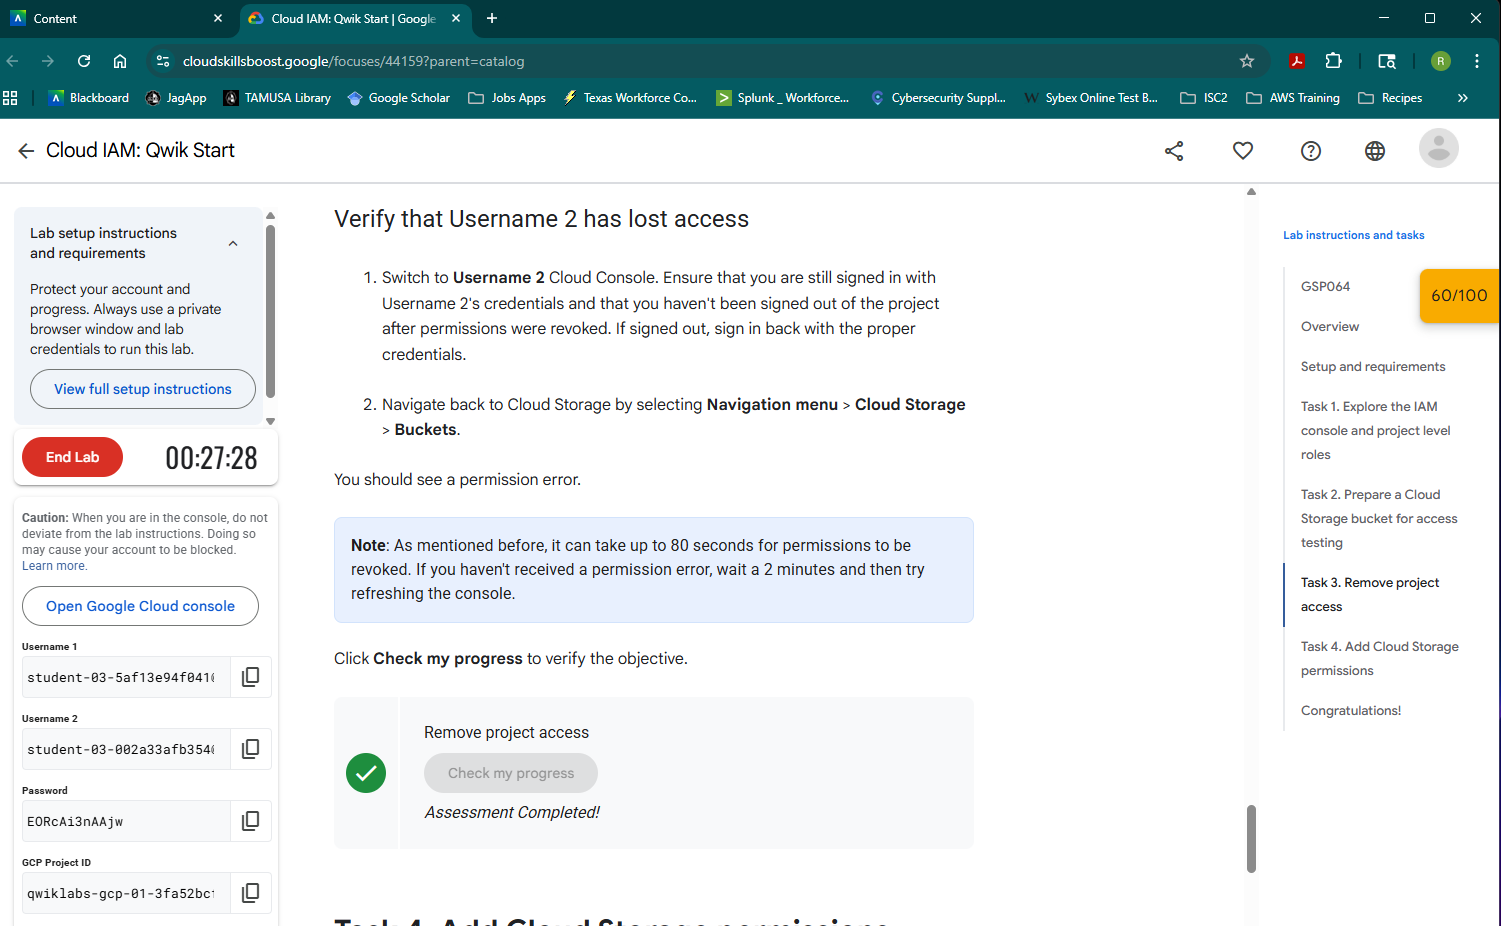 Content
Cloud IAM: Qwik Start | Google
cloudskillsboost.google/focuses/44159?parent=catalog
R
Blackboard
JagApp
TAMUSA Library
Google Scholar
Jobs Apps
Texas Workforce Co...
Splunk _ Workforce...
Cybersecurity Suppl...
W Sybex Online Test B...
ISC2
AWS Training
Recipes
Cloud IAM: Qwik Start
Lab setup instructions
and requirements
Protect your account and
progress. Always use a private
browser window and lab
credentials to run this lab.
View full setup instructions
End Lab
00:27:28
Caution: When you are in the console, do not
deviate from the lab instructions. Doing so
may cause your account to be blocked.
Learn more.
Open Google Cloud console
Username 1
student-03-5af13e94f041
Username 2
student-03-002a33afb354
Password
EORcAi3nAAjw
GCP Project ID
qwiklabs-gcp-01-3fa52bc
Verify that Username 2 has lost access
1. Switch to Username 2 Cloud Console. Ensure that you are still signed in with
Username 2's credentials and that you haven't been signed out of the project
after permissions were revoked. If signed out, sign in back with the proper
credentials.
2. Navigate back to Cloud Storage by selecting Navigation menu > Cloud Storage
> Buckets.
You should see a permission error.
Note: As mentioned before, it can take up to 80 seconds for permissions to be
revoked. If you haven't received a permission error, wait a 2 minutes and then try
refreshing the console.
Click Check my progress to verify the objective.
Remove project access
Check my progress
Assessment Completed!
Task 4. Add Cloud Storage permissions
Lab instructions and tasks
GSP064
60/100
Overview
Setup and requirements
Task 1. Explore the IAM
console and project level
roles
Task 2. Prepare a Cloud
Storage bucket for access
testing
Task 3. Remove project
access
Task 4. Add Cloud Storage
permissions
Congratulations!